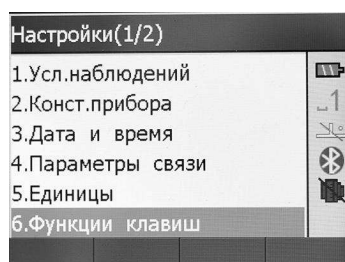 Настройки(1/2)
1.Усл.наблюдений
2.Конст.прибора
3.Дата и время
4.Параметры связи
5.Единицы
6.Функции клавиш
1